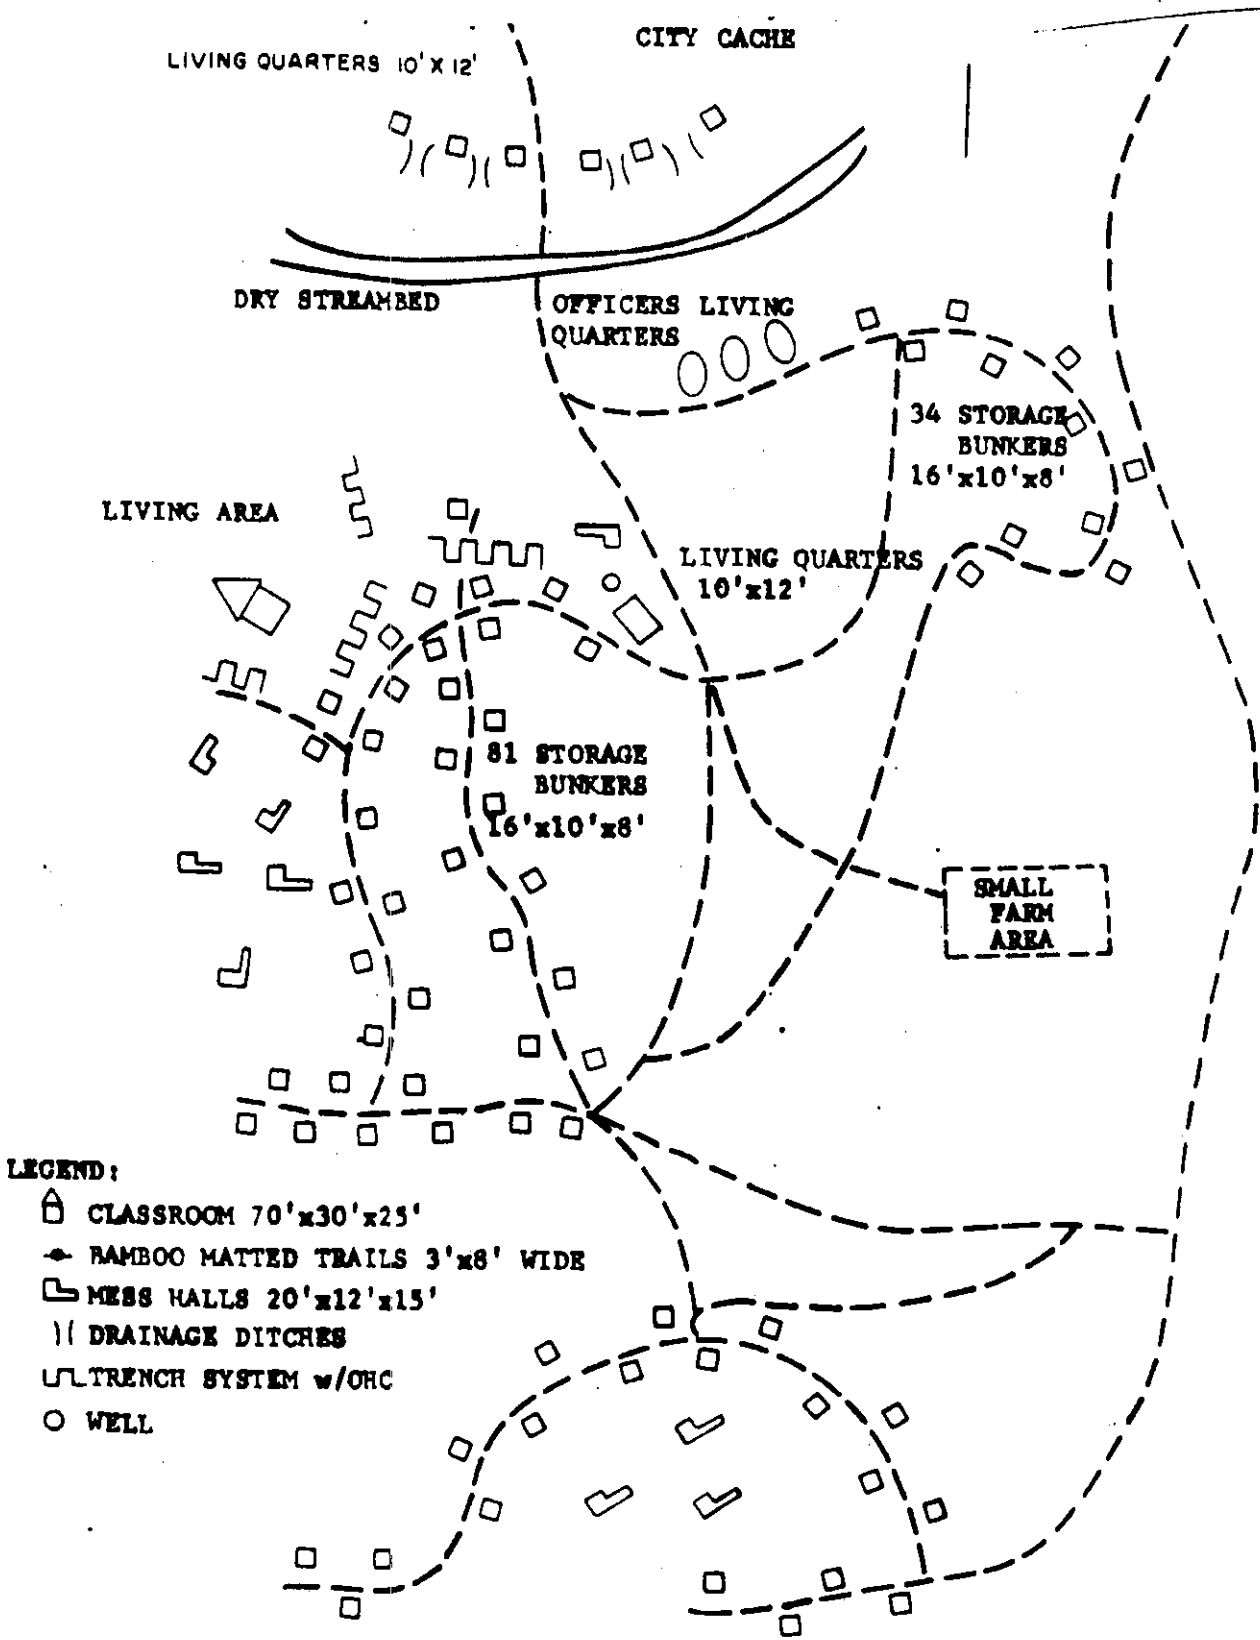 CITY CACHE
LIVING QUARTERS 10'X12'
DRY STREAMBED
OFFICERS LIVING
QUARTERS
34 STORAGE
BUNKERS
16'x10'x8'
LIVING AREA
LIVING QUARTERS
10'x12'
81 STORAGE
BUNKERS
16'x10'x8'
SMALL
FARM
AREA
LEGEND:
CLASSROOM 70'x30'x25'
BAMBOO MATTED TRAILS 3'x8' WIDE
MESS HALLS 20'x12'x15'
DRAINAGE DITCHES
TRENCH SYSTEM w/OHC
WELL